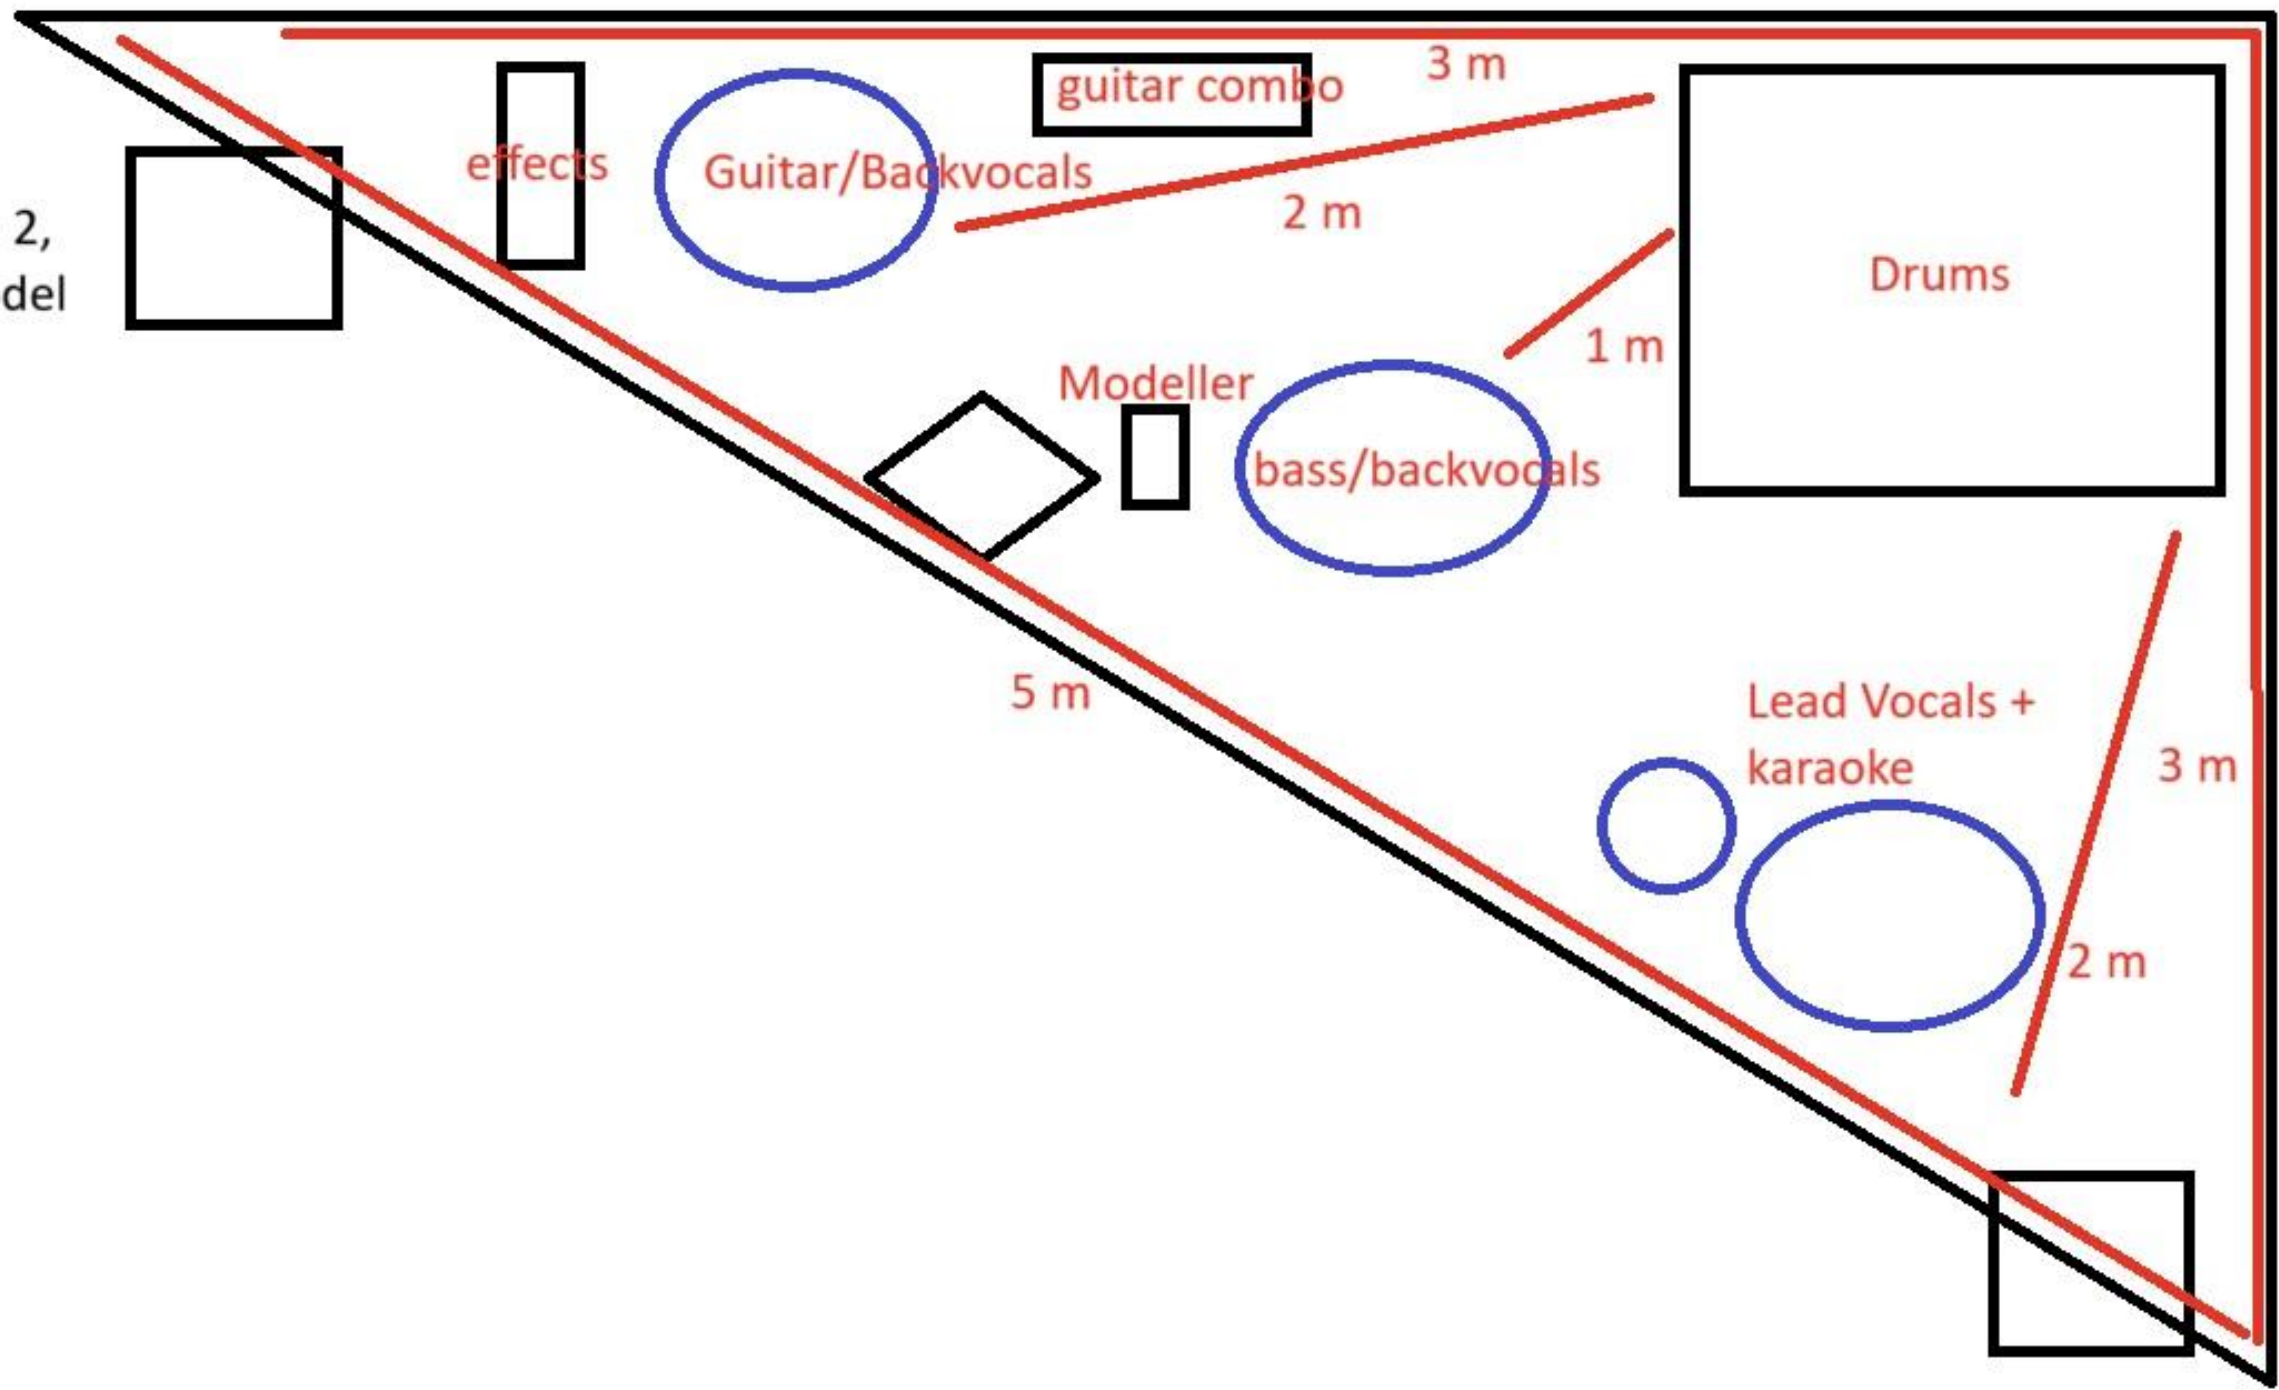 3 m
guitar combo
effects
Guitar/Backvocals
2 m
2,
del
Drums
1 m
Modeller
bass/backvocals
5 m
Lead Vocals +
karaoke
3 m
2 m